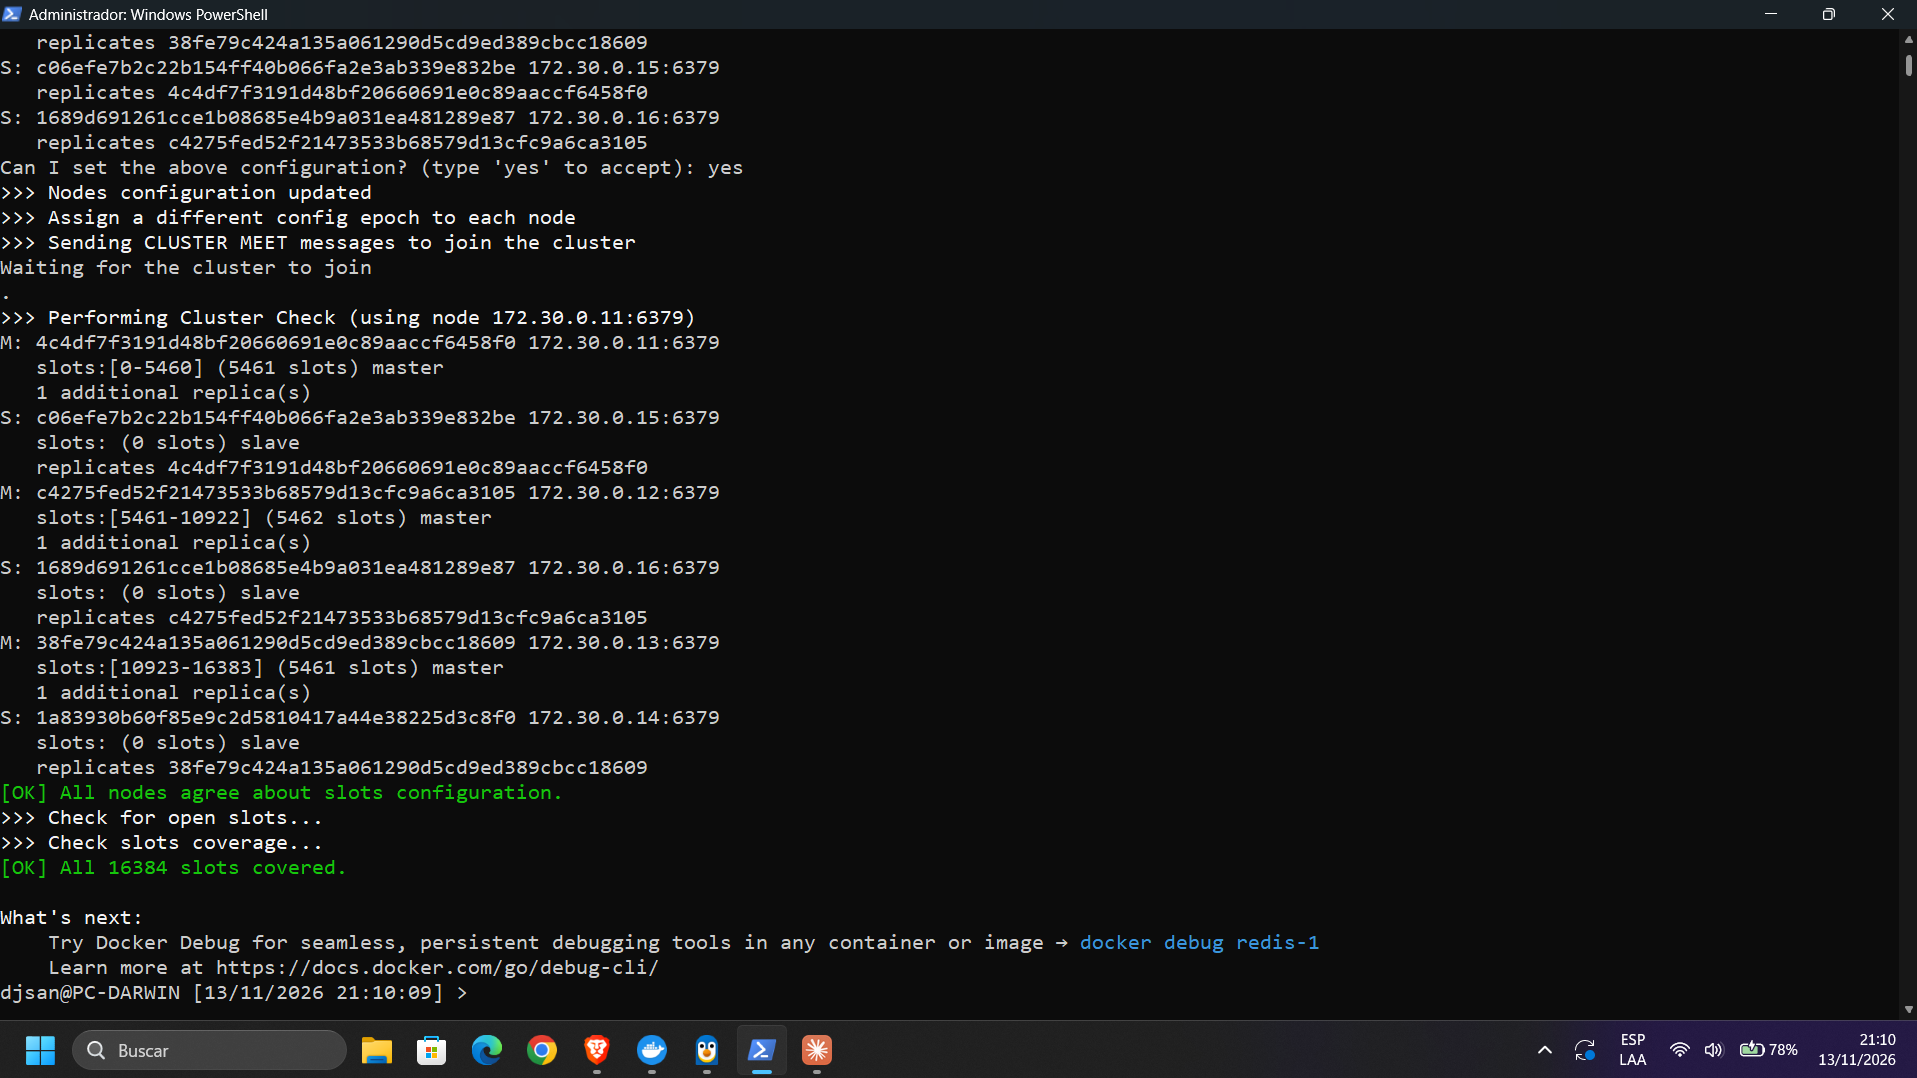 Administrador: Windows PowerShell
replicates 38fe79c424a135a061290d5cd9ed389cbcc18609
S: c06efe7b2c22b154ff40b066fa2e3ab339e832be 172.30.0.15:6379
replicates 4c4df7f3191d48bf20660691e0c89aaccf6458f0
S: 1689d691261cce1b08685e4b9a031ea481289e87 172.30.0.16:6379
replicates c4275fed52f21473533b68579d13cfc9a6ca3105
Can I set the above configuration? (type 'yes' to accept): yes
>>> Nodes configuration updated
>>> Assign a different config epoch to each node
>>> Sending CLUSTER MEET messages to join the cluster
Waiting for the cluster to join
.
>>> Performing Cluster Check (using node 172.30.0.11:6379)
M: 4c4df7f3191d48bf20660691e0c89aaccf6458f0 172.30.0.11:6379
slots:[0-5460] (5461 slots) master
1 additional replica(s)
S: c06efe7b2c22b154ff40b066fa2e3ab339e832be 172.30.0.15:6379
slots: (0 slots) slave
replicates 4c4df7f3191d48bf20660691e0c89aaccf6458f0
M: c4275fed52f21473533b68579d13cfc9a6ca3105 172.30.0.12:6379
slots:[5461-10922] (5462 slots) master
1 additional replica(s)
S: 1689d691261cce1b08685e4b9a031ea481289e87 172.30.0.16:6379
slots: (0 slots) slave
replicates c4275fed52f21473533b68579d13cfc9a6ca3105
M: 38fe79c424a135a061290d5cd9ed389cbcc18609 172.30.0.13:6379
slots:[10923-16383] (5461 slots) master
1 additional replica(s)
S: 1a83930b60f85e9c2d5810417a44e38225d3c8f0 172.30.0.14:6379
slots: (0 slots) slave
replicates 38fe79c424a135a061290d5cd9ed389cbcc18609
[OK] All nodes agree about slots configuration.
>>> Check for open slots...
>>> Check slots coverage...
[OK] All 16384 slots covered.
What's next:
Try Docker Debug for seamless, persistent debugging tools in any container or image → docker debug redis-1
Learn more at https://docs.docker.com/go/debug-cli/
djsan@PC-DARWIN [13/11/2026 21:10:09] >
Buscar
ESP
LAA
78%
21:10
13/11/2026